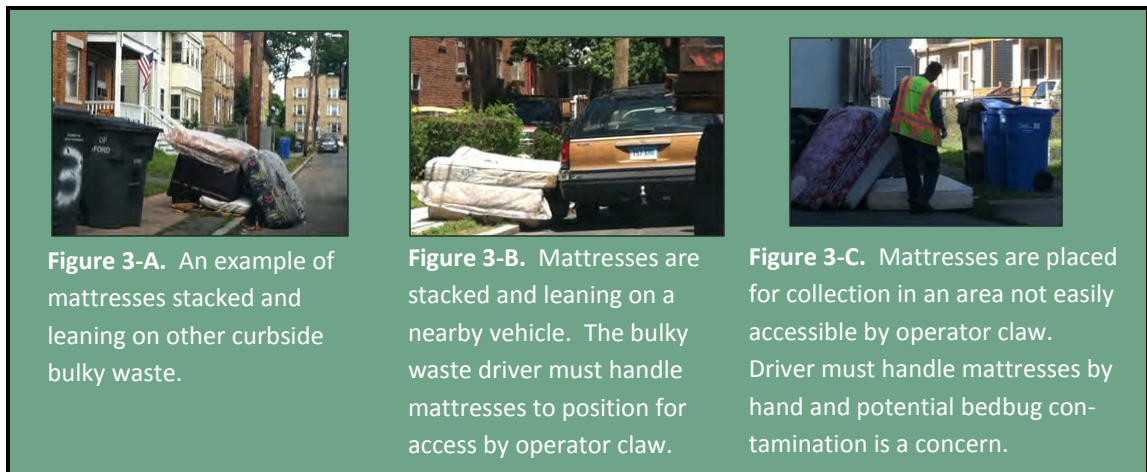 OF
FORD
Figure 3-A. An example of
mattresses stacked and
leaning on other curbside
bulky waste.
Figure 3-B. Mattresses are
stacked and leaning on a
nearby vehicle. The bulky
waste driver must handle
mattresses to position for
access by operator claw.
Figure 3-C. Mattresses are placed
for collection in an area not easily
accessible by operator claw.
Driver must handle mattresses by
hand and potential bedbug con-
tamination is a concern.